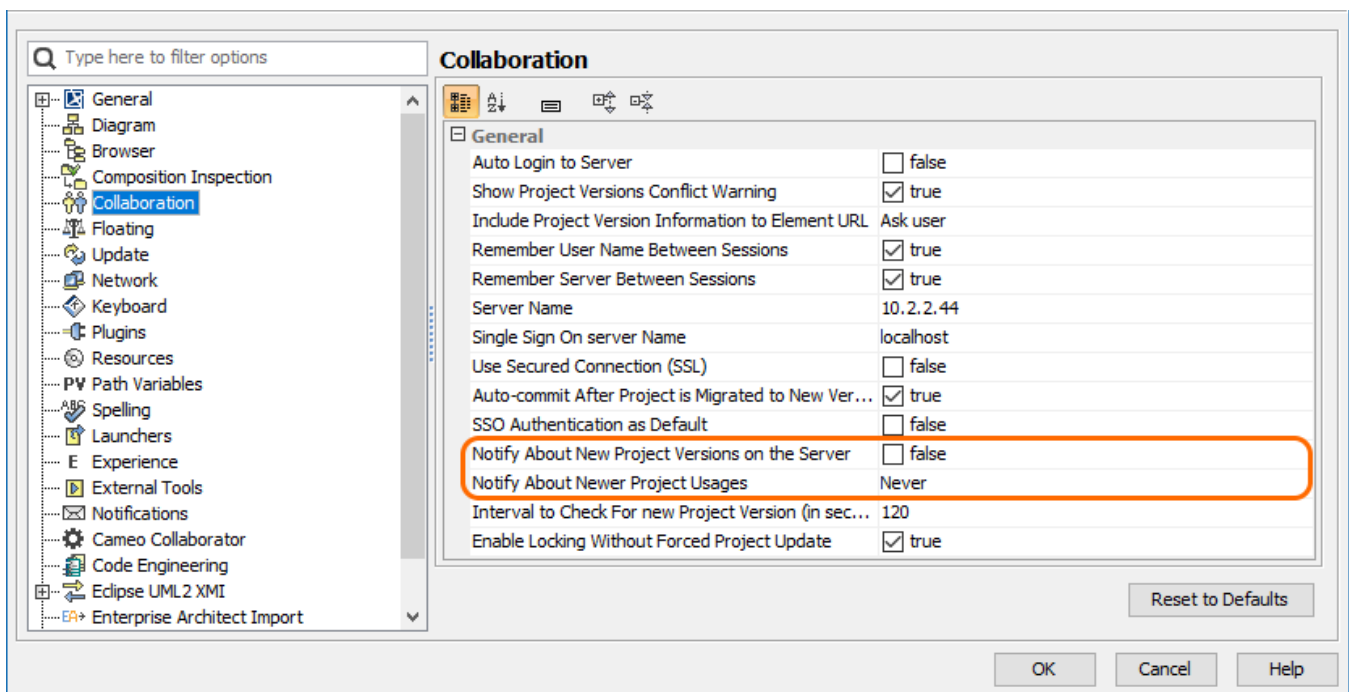 Type here to filter options
General
Diagram
Browser
Composition Inspection
Collaboration
Floating
Update
Network
Keyboard
Plugins
Resources
PV Path Variables
Spelling
Launchers
E Experience
External Tools
Notifications
Cameo Collaborator
Code Engineering
Eclipse UML2 XMI
EA Enterprise Architect Import
Collaboration
General
Auto Login to Server false
Show Project Versions Conflict Warning true
Include Project Version Information to Element URL Ask user
Remember User Name Between Sessions true
Remember Server Between Sessions true
Server Name 10.2.2.44
Single Sign On server Name localhost
Use Secured Connection (SSL) false
Auto-commit After Project is Migrated to New Ver... true
SSO Authentication as Default false
Notify About New Project Versions on the Server false
Notify About Newer Project Usages Never
Interval to Check For new Project Version (in sec... 120
Enable Locking Without Forced Project Update true
Reset to Defaults
OK Cancel Help